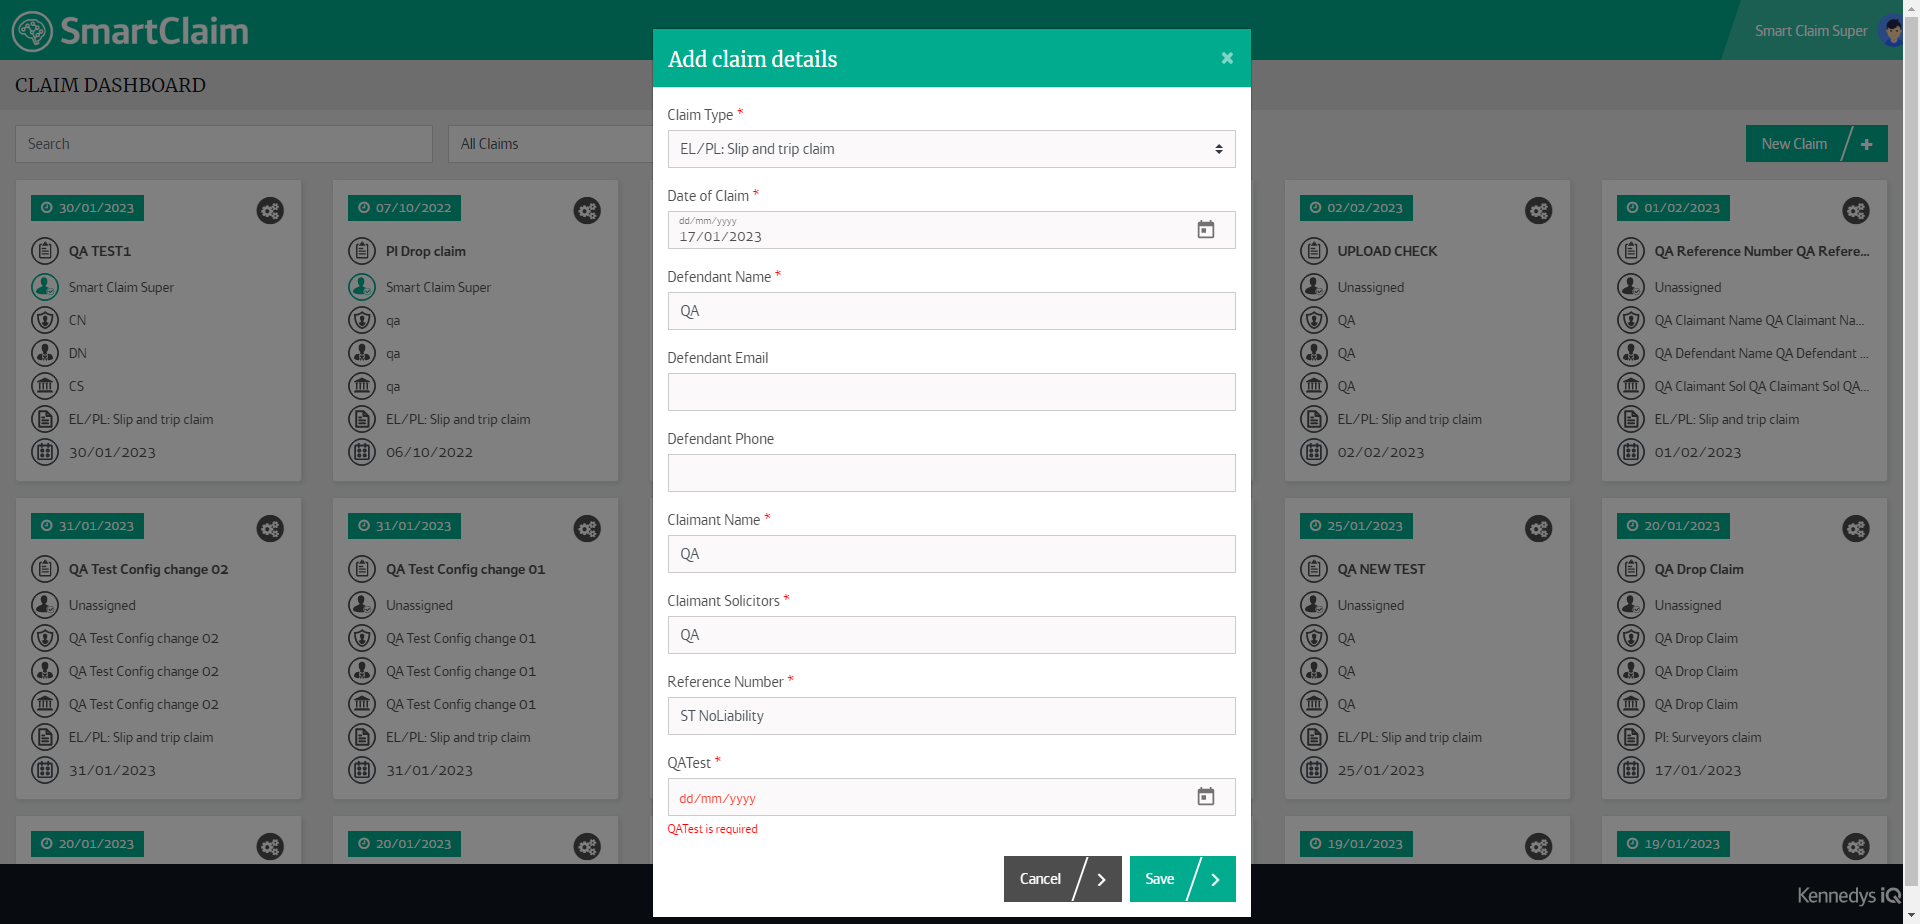 SmartClaim
Smart Claim Super
CLAIM DASHBOARD
Search
All Claims
New Claim
30/01/2023
QA TEST1
Smart Claim Super
CN
DN
CS
EL/PL: Slip and trip claim
30/01/2023
07/10/2022
PI Drop claim
Smart Claim Super
qa
qa
qa
EL/PL: Slip and trip claim
06/10/2022
Add claim details
Claim Type *
EL/PL: Slip and trip claim
Date of Claim *
dd/mm/yyyy
17/01/2023
Defendant Name *
QA
Defendant Email
Defendant Phone
Claimant Name *
QA
Claimant Solicitors *
QA
Reference Number *
ST NoLiability
QATest *
dd/mm/yyyy
QATest is required
Cancel
Save
02/02/2023
UPLOAD CHECK
Unassigned
QA
QA
QA
EL/PL: Slip and trip claim
02/02/2023
01/02/2023
QA Reference Number QA Refere...
Unassigned
QA Claimant Name QA Claimant Na...
QA Defendant Name QA Defendant ...
QA Claimant Sol QA Claimant Sol QA...
EL/PL: Slip and trip claim
01/02/2023
31/01/2023
QA Test Config change 02
Unassigned
QA Test Config change 02
QA Test Config change 02
QA Test Config change 02
EL/PL: Slip and trip claim
31/01/2023
31/01/2023
QA Test Config change 01
Unassigned
QA Test Config change 01
QA Test Config change 01
QA Test Config change 01
EL/PL: Slip and trip claim
31/01/2023
25/01/2023
QA NEW TEST
Unassigned
QA
QA
QA
EL/PL: Slip and trip claim
25/01/2023
20/01/2023
QA Drop Claim
Unassigned
QA Drop Claim
QA Drop Claim
QA Drop Claim
PI: Surveyors claim
17/01/2023
20/01/2023
20/01/2023
19/01/2023
19/01/2023
Kennedys iQ